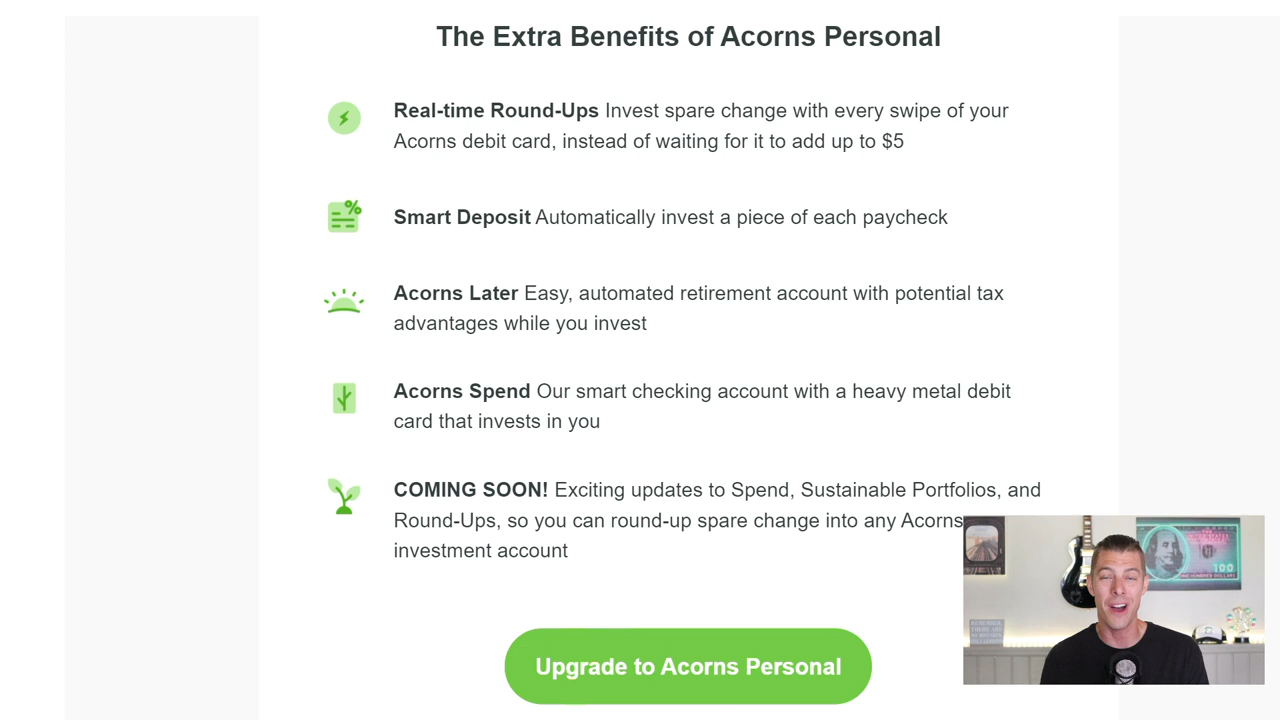 The Extra Benefits of Acorns Personal
Real-time Round-Ups Invest spare change with every swipe of your
Acorns debit card, instead of waiting for it to add up to $5
%
Smart Deposit Automatically invest a piece of each paycheck
Acorns Later Easy, automated retirement account with potential tax
advantages while you invest
Acorns Spend Our smart checking account with a heavy metal debit
card that invests in you
COMING SOON! Exciting updates to Spend, Sustainable Portfolios, and
Round-Ups, so you can round-up spare change into any Acorns
investment account
100
Upgrade to Acorns Personal